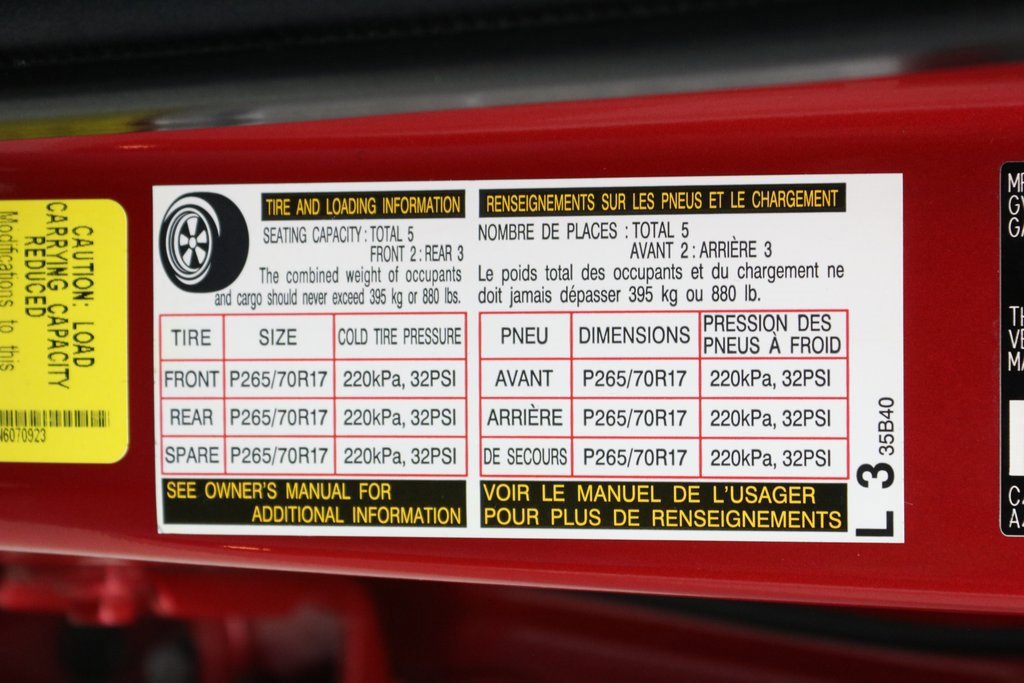 CAUTION: LOAD
CARRYING CAPACITY
REDUCED
Modifications to this
N6070923
TIRE AND LOADING INFORMATION
SEATING CAPACITY: TOTAL 5
FRONT 2: REAR 3
The combined weight of occupants
and cargo should never exceed 395 kg or 880 lbs.
TIRE SIZE COLD TIRE PRESSURE
FRONT P265/70R17 220kPa, 32PSI
REAR P265/70R17 220kPa, 32PSI
SPARE P265/70R17 220kPa, 32PSI
SEE OWNER'S MANUAL FOR
ADDITIONAL INFORMATION
RENSEIGNEMENTS SUR LES PNEUS ET LE CHARGEMENT
NOMBRE DE PLACES : TOTAL 5
AVANT 2 : ARRIÈRE 3
Le poids total des occupants et du chargement ne
doit jamais dépasser 395 kg ou 880 lb.
PNEU DIMENSIONS PRESSION DES
PNEUS À FROID
AVANT P265/70R17 220kPa, 32PSI
ARRIÈRE P265/70R17 220kPa, 32PSI
DE SECOURS P265/70R17 220kPa, 32PSI
VOIR LE MANUEL DE L'USAGER
POUR PLUS DE RENSEIGNEMENTS
L 3 35B40